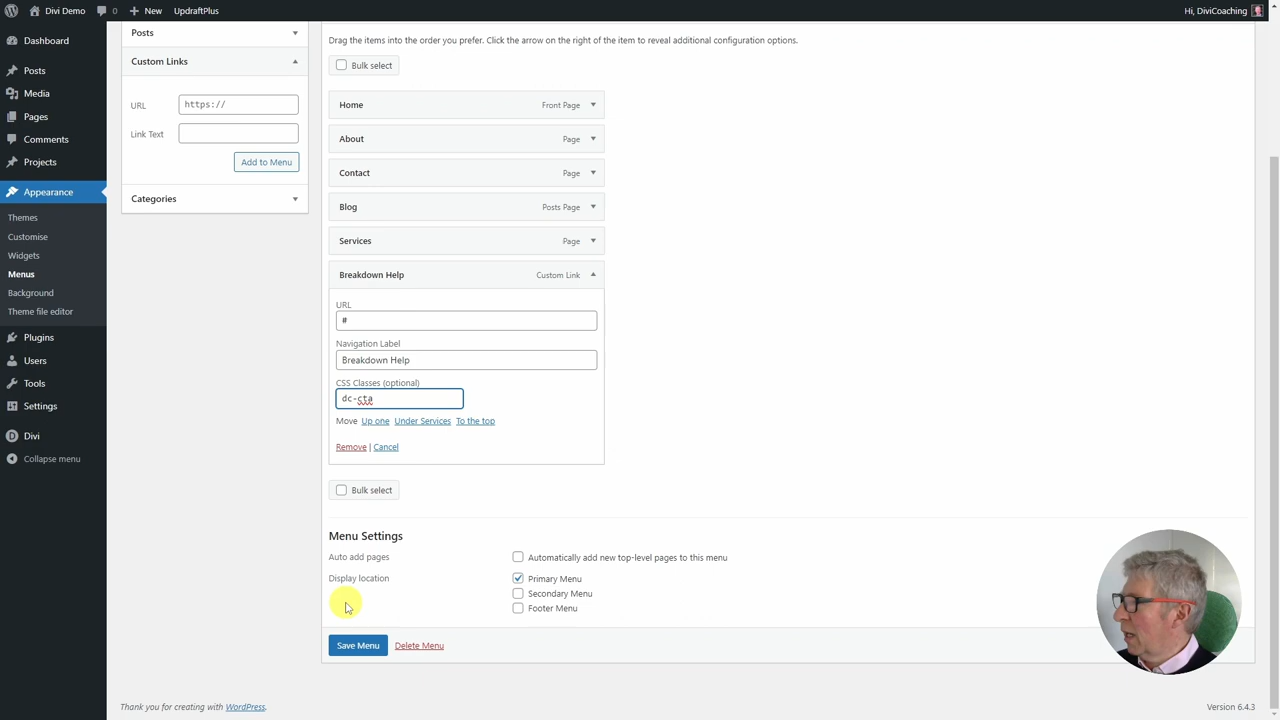 Divi Demo 0 New UpdraftPlus Hi, DiviCoaching
Dashboard
Posts
Media
Pages
Comments
Projects
Appearance
Themes
Customise
Widgets
Menus
Background
Theme file editor
Plugins
Users
Tools
Settings
Divi
Collapse menu
Posts
Custom Links
URL https://
Link Text
Add to Menu
Categories
Drag the items into the order you prefer. Click the arrow on the right of the item to reveal additional configuration options.
Bulk select
Home Front Page
About Page
Contact Page
Blog Posts Page
Services Page
Breakdown Help Custom Link
URL
#
Navigation Label
Breakdown Help
CSS Classes (optional)
dc-cta
Move Up one Under Services To the top
Remove | Cancel
Bulk select
Menu Settings
Auto add pages Automatically add new top-level pages to this menu
Display location Primary Menu
Secondary Menu
Footer Menu
Save Menu Delete Menu
Thank you for creating with WordPress. Version 6.4.3